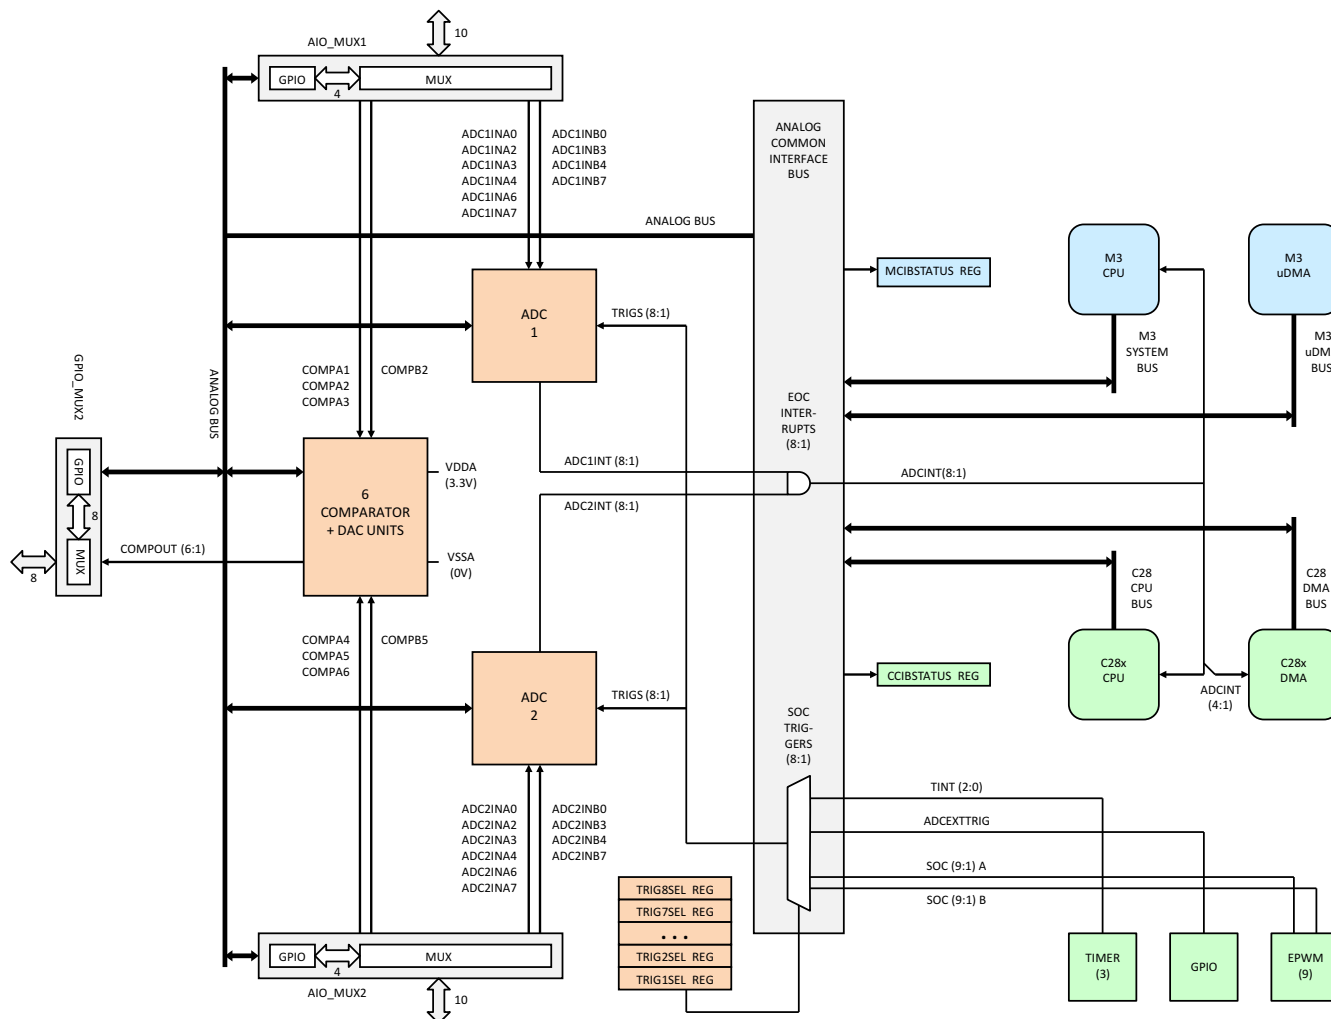 AIO_MUX1
10
GPIO
MUX
4
ADC1INA0
ADC1INA2
ADC1INA3
ADC1INA4
ADC1INA6
ADC1INA7
ADC1INB0
ADC1INB3
ADC1INB4
ADC1INB7
ANALOG
COMMON
INTERFACE
BUS
ANALOG BUS
MCIBSTATUS REG
M3
CPU
M3
uDMA
ADC
1
TRIGS (8:1)
M3
SYSTEM
BUS
M3
uDM
BUS
GPIO_MUX2
ANALOG BUS
COMPA1
COMPA2
COMPA3
COMPB2
EOC
INTER-
RUPTS
(8:1)
GPIO
8
MUX
8
COMPOUT (6:1)
6
COMPARATOR
+ DAC UNITS
VDDA
(3.3V)
VSSA
(0V)
ADC1INT (8:1)
ADC2INT (8:1)
ADCINT(8:1)
C28
CPU
BUS
C28
DMA
BUS
COMPA4
COMPA5
COMPA6
COMPB5
ADC
2
TRIGS (8:1)
CCIBSTATUS REG
C28x
CPU
ADCINT
(4:1)
C28x
DMA
SOC
TRIG-
GERS
(8:1)
ADC2INA0
ADC2INA2
ADC2INA3
ADC2INA4
ADC2INA6
ADC2INA7
ADC2INB0
ADC2INB3
ADC2INB4
ADC2INB7
TINT (2:0)
ADCEXTTRIG
SOC (9:1) A
SOC (9:1) B
TRIG8SEL REG
TRIG7SEL REG
...
TRIG2SEL REG
TRIG1SEL REG
TIMER
(3)
GPIO
EPWM
(9)
GPIO
MUX
4
AIO_MUX2
10